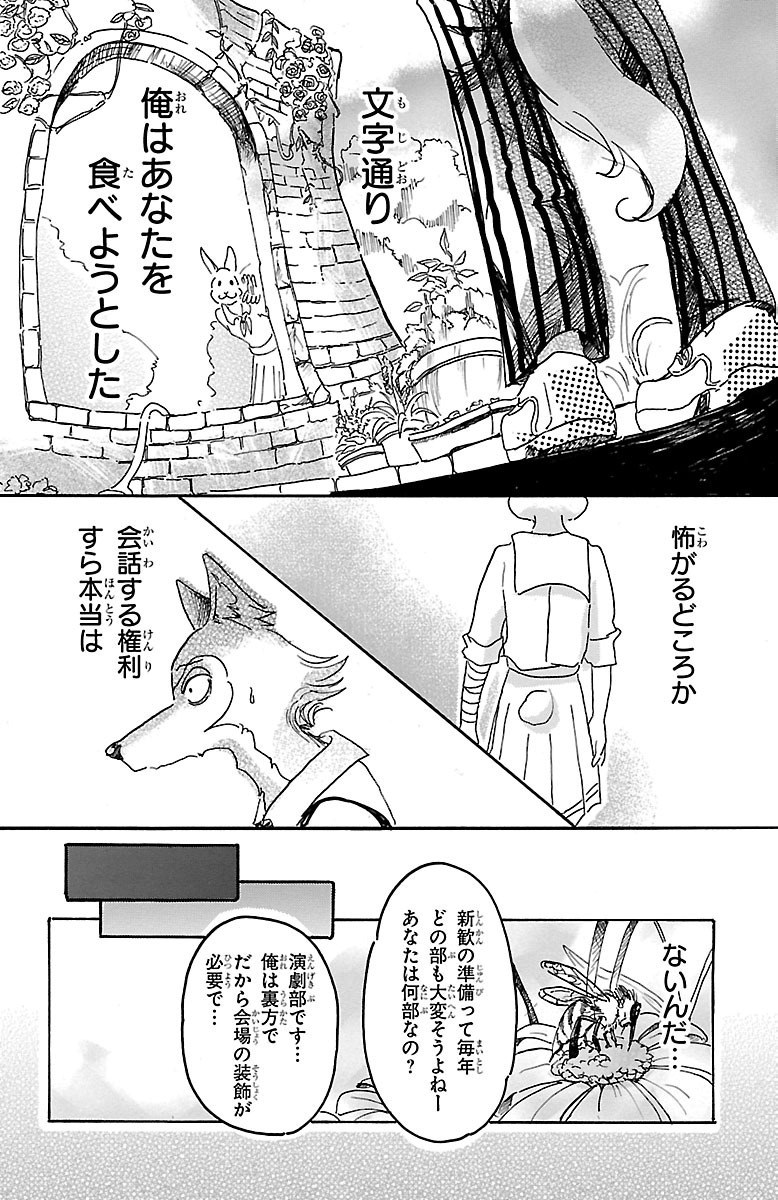 文字通り
俺はあなたを
食べようとした
怖がるどころか
会話する権利
すら本当は
ないんだ…
新歓の準備って毎年
どの部も大変そうよねー
あなたは何部なの？
演劇部です…
俺は裏方で
だから会場の装飾が
必要で…